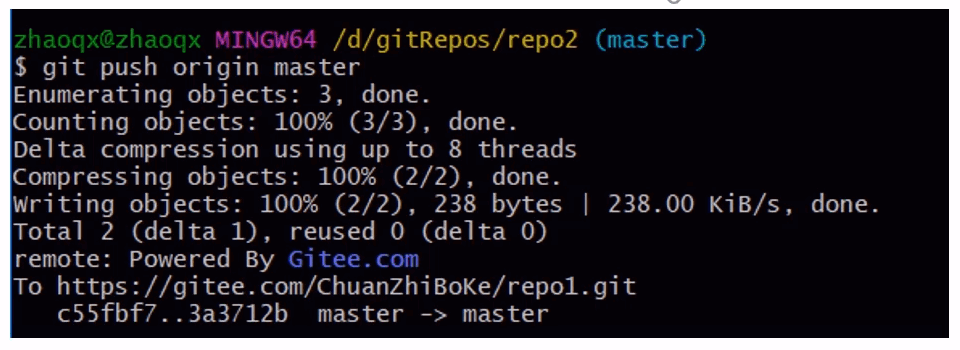 zhaoqx@zhaoqx MINGW64 /d/gitRepos/repo2 (master)
$ git push origin master
Enumerating objects: 3, done.
Counting objects: 100% (3/3), done.
Delta compression using up to 8 threads
Compressing objects: 100% (2/2), done.
Writing objects: 100% (2/2), 238 bytes | 238.00 KiB/s, done.
Total 2 (delta 1), reused 0 (delta 0)
remote: Powered By Gitee.com
To https://gitee.com/ChuanZhiBoKe/repo1.git
   c55fbf7..3a3712b  master -> master